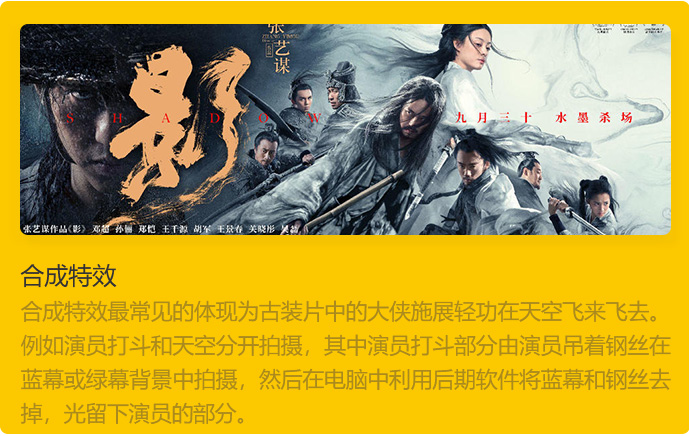 张艺谋
影
SHADOW
九月三十 水墨杀场
张艺谋作品《影》 邓超 孙俪 郑恺 王千源 胡军 王景春 关晓彤 吴磊
合成特效
合成特效最常见的体现为古装片中的大侠施展轻功在天空飞来飞去。
例如演员打斗和天空分开拍摄，其中演员打斗部分由演员吊着钢丝在
蓝幕或绿幕背景中拍摄，然后在电脑中利用后期软件将蓝幕和钢丝去
掉，光留下演员的部分。